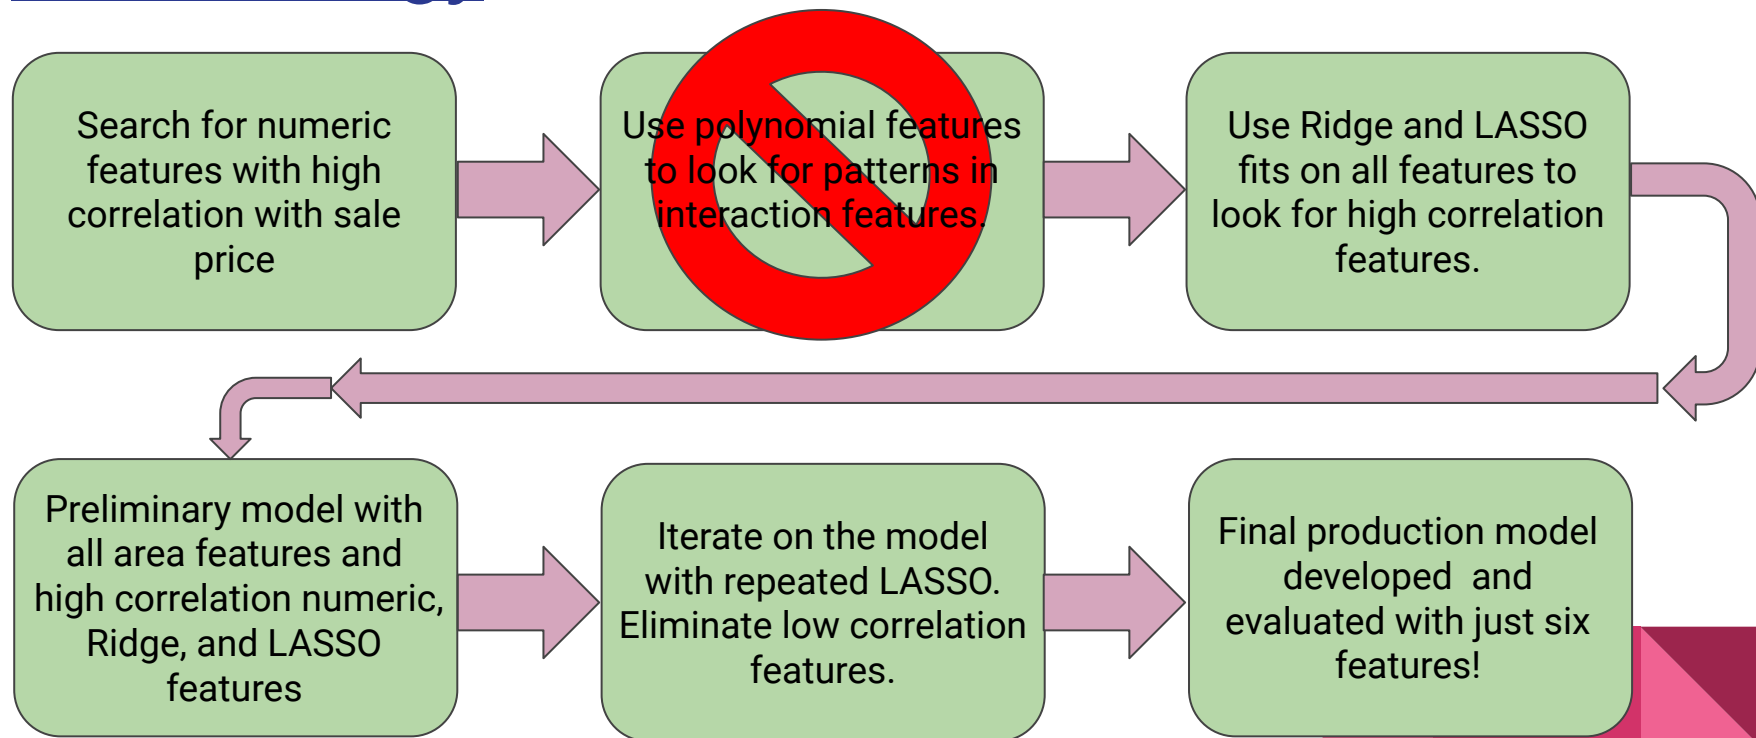 Search for numeric
features with high
correlation with sale
price
Use polynomial features
to look for patterns in
interaction features.
Use Ridge and LASSO
fits on all features to
look for high correlation
features.
Preliminary model with
all area features and
high correlation numeric,
Ridge, and LASSO
features
Iterate on the model
with repeated LASSO.
Eliminate low correlation
features.
Final production model
developed and
evaluated with just six
features!